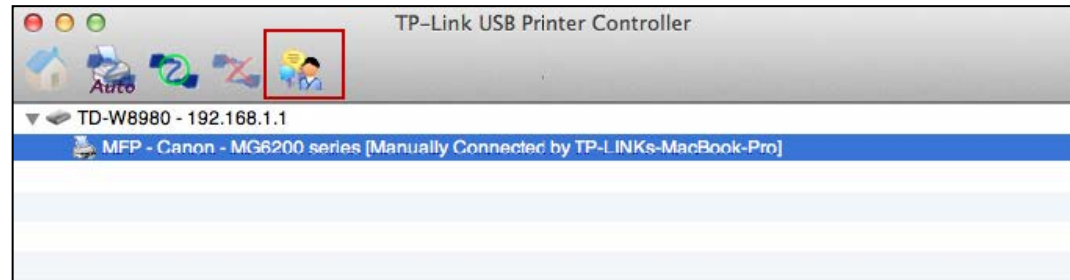 TP-Link USB Printer Controller
Auto
TD-W8980 - 192.168.1.1
MFP - Canon - MG6200 series [Manually Connected by TP-LINKs-MacBook-Pro]